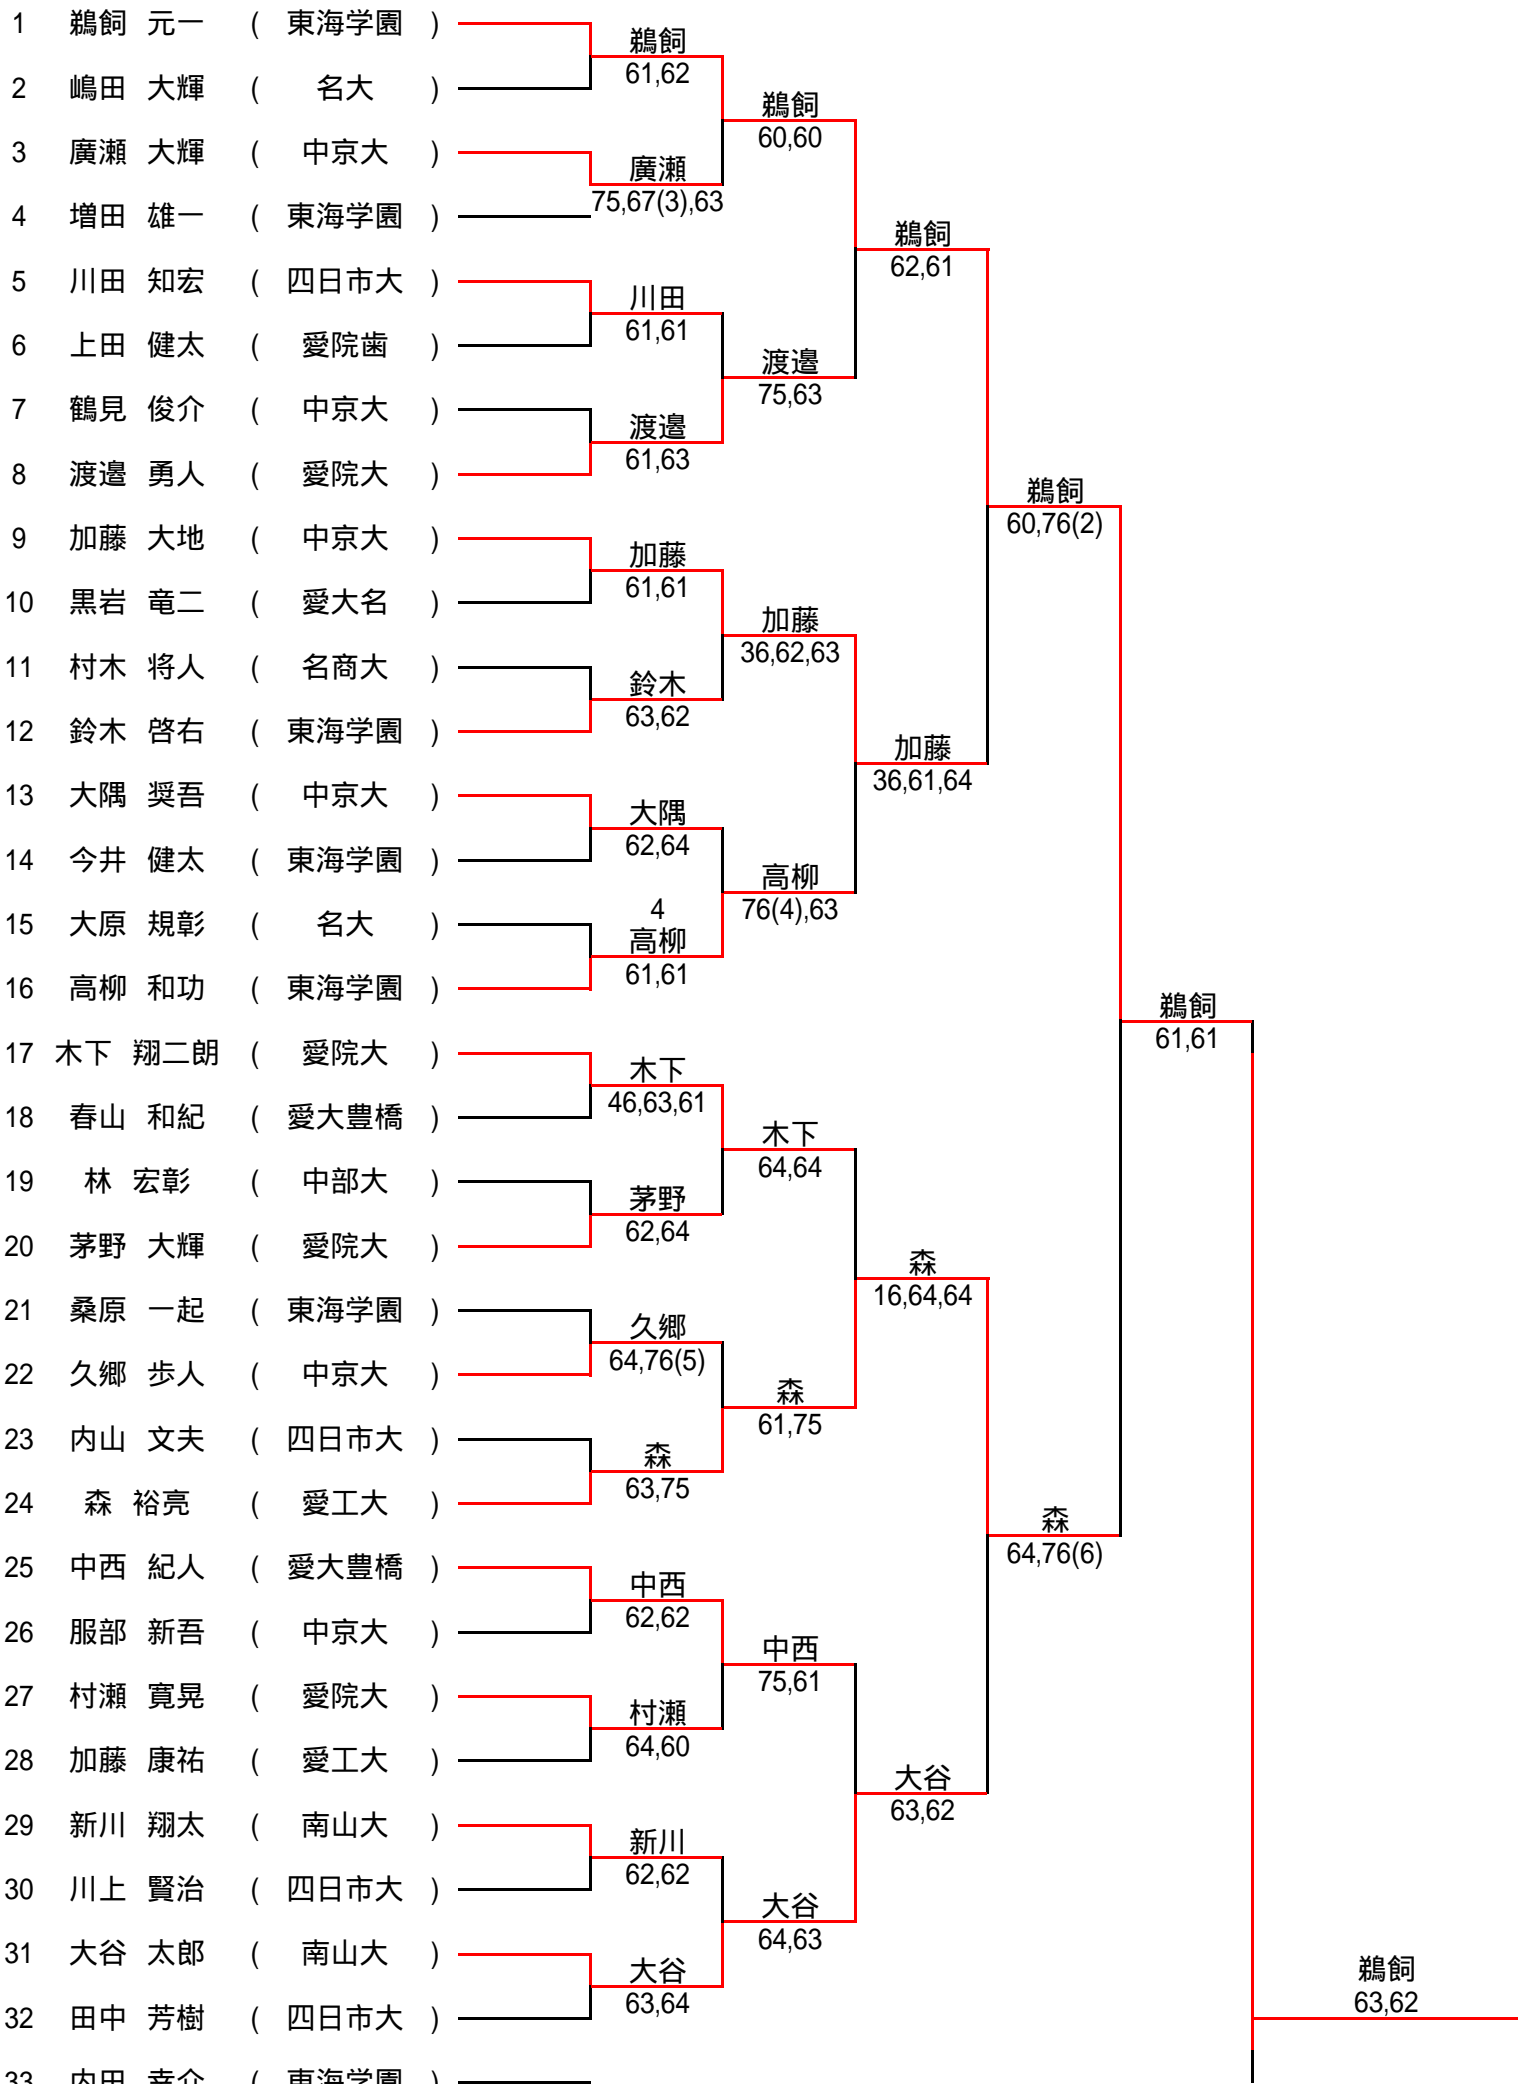 1 鵜飼 元一 ( 東海学園 )
鵜飼
61,62
2 嶋田 大輝 ( 名大 )
鵜飼
60,60
3 廣瀬 大輝 ( 中京大 )
廣瀬
75,67(3),63
4 増田 雄一 ( 東海学園 )
鵜飼
62,61
5 川田 知宏 ( 四日市大 )
川田
61,61
6 上田 健太 ( 愛院歯 )
渡邉
75,63
7 鶴見 俊介 ( 中京大 )
渡邉
61,63
8 渡邉 勇人 ( 愛院大 )
鵜飼
60,76(2)
9 加藤 大地 ( 中京大 )
加藤
61,61
10 黒岩 竜二 ( 愛大名 )
加藤
36,62,63
11 村木 将人 ( 名商大 )
鈴木
63,62
12 鈴木 啓右 ( 東海学園 )
加藤
36,61,64
13 大隅 奨吾 ( 中京大 )
大隅
62,64
14 今井 健太 ( 東海学園 )
高柳
76(4),63
15 大原 規彰 ( 名大 )
4
高柳
61,61
16 高柳 和功 ( 東海学園 )
鵜飼
61,61
17 木下 翔二朗 ( 愛院大 )
木下
46,63,61
18 春山 和紀 ( 愛大豊橋 )
木下
64,64
19 林 宏彰 ( 中部大 )
茅野
62,64
20 茅野 大輝 ( 愛院大 )
森
16,64,64
21 桑原 一起 ( 東海学園 )
久郷
64,76(5)
22 久郷 歩人 ( 中京大 )
森
61,75
23 内山 文夫 ( 四日市大 )
森
63,75
24 森 裕亮 ( 愛工大 )
森
64,76(6)
25 中西 紀人 ( 愛大豊橋 )
中西
62,62
26 服部 新吾 ( 中京大 )
中西
75,61
27 村瀬 寛晃 ( 愛院大 )
村瀬
64,60
28 加藤 康祐 ( 愛工大 )
大谷
63,62
29 新川 翔太 ( 南山大 )
新川
62,62
30 川上 賢治 ( 四日市大 )
大谷
64,63
31 大谷 太郎 ( 南山大 )
大谷
63,64
鵜飼
63,62
32 田中 芳樹 ( 四日市大 )
33 内田 幸介 ( 東海学園 )